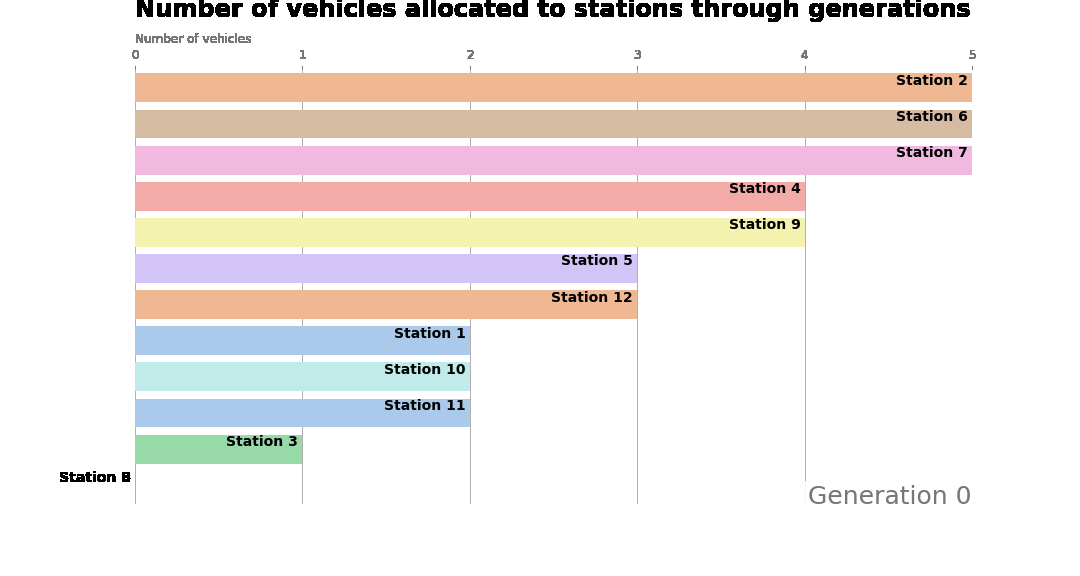 Number of vehicles allocated to stations through generations
Number of vehicles
0 1 2 3 4 5
Station 2
Station 6
Station 7
Station 4
Station 9
Station 5
Station 12
Station 1
Station 10
Station 11
Station 3
Station
Generation 0